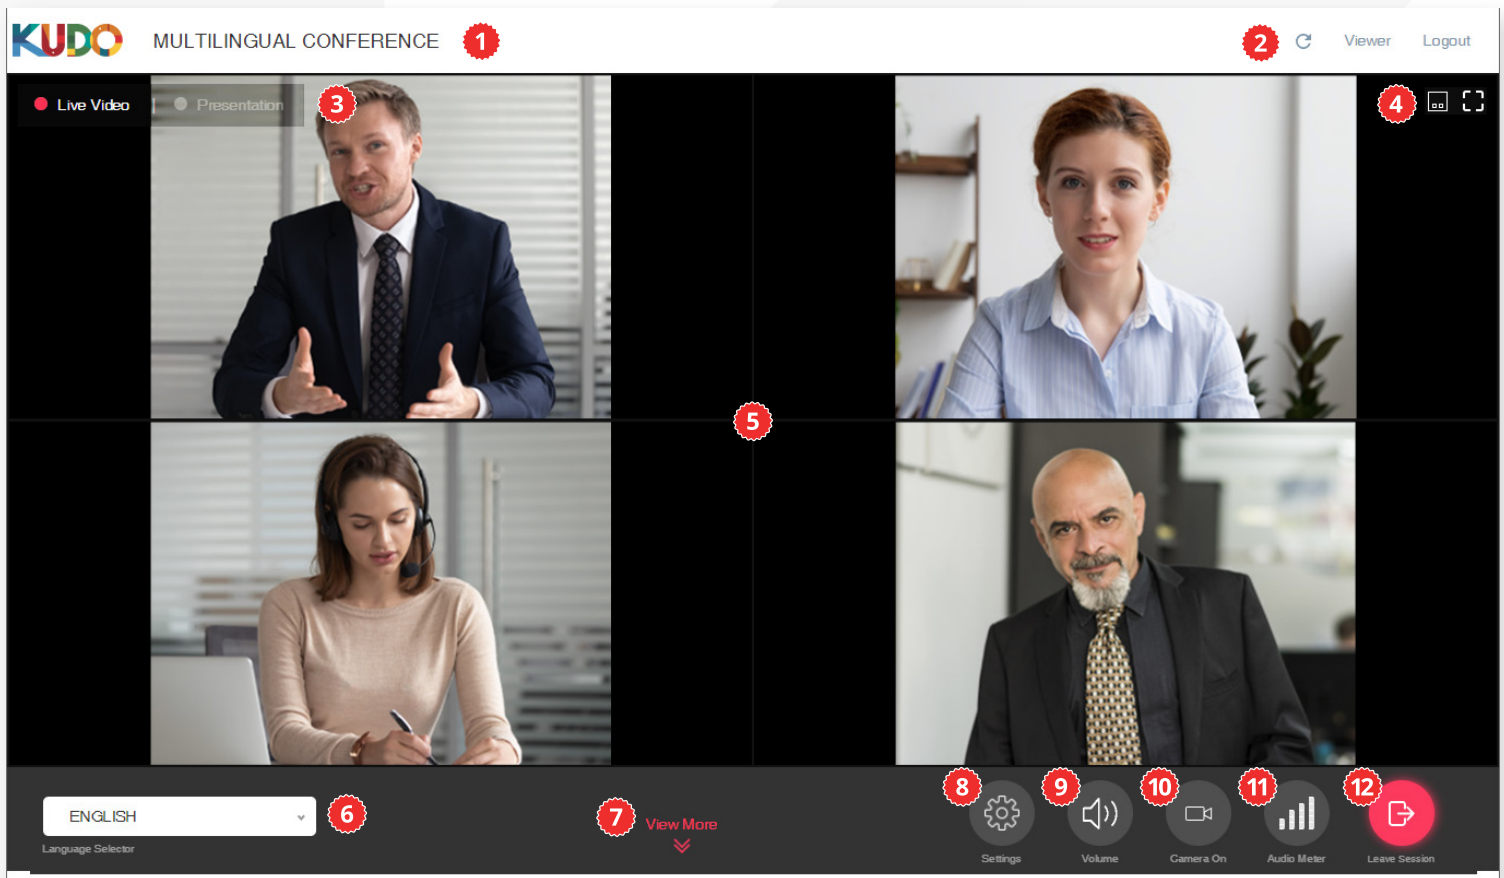 KUDO MULTILINGUAL CONFERENCE 1 2 Viewer Logout
Live Video | Presentation 3 4
5
ENGLISH 6
Language Selector
7 View More
8 9 10 11 12
Settings Volume Camera On Audio Meter Leave Session